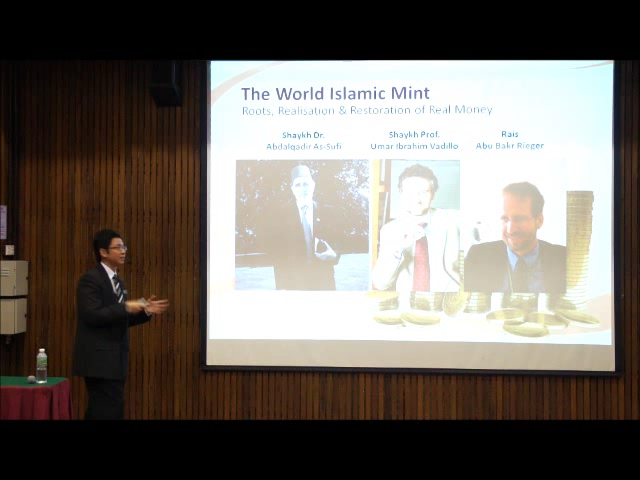 The World Islamic Mint
Roots, Realisation & Restoration of Real Money
Shaykh Dr.
Abdalqadir As-Sufi
Shaykh Prof.
Umar Ibrahim Vadillo
Rais
Abu Bakr Rieger